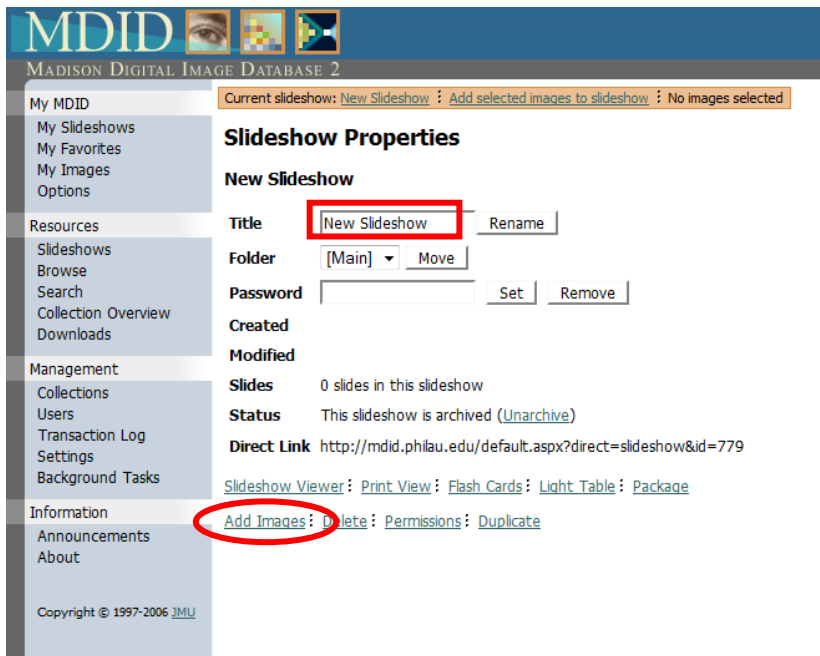 MDID
MADISON DIGITAL IMAGE DATABASE 2
Current slideshow: New Slideshow ⋮ Add selected images to slideshow ⋮ No images selected
My MDID
My Slideshows
My Favorites
My Images
Options
Resources
Slideshows
Browse
Search
Collection Overview
Downloads
Management
Collections
Users
Transaction Log
Settings
Background Tasks
Information
Announcements
About
Copyright © 1997-2006 JMU
Slideshow Properties
New Slideshow
Title New Slideshow Rename
Folder [Main] Move
Password Set Remove
Created
Modified
Slides 0 slides in this slideshow
Status This slideshow is archived (Unarchive)
Direct Link http://mdid.philau.edu/default.aspx?direct=slideshow&id=779
Slideshow Viewer ⋮ Print View ⋮ Flash Cards ⋮ Light Table ⋮ Package
Add Images ⋮ Delete ⋮ Permissions ⋮ Duplicate